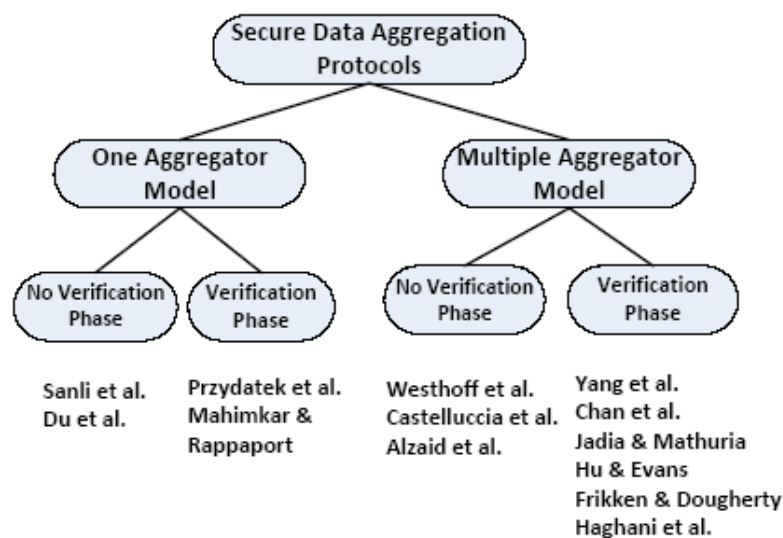 Secure Data Aggregation
Protocols
One Aggregator
Model
Multiple Aggregator
Model
No Verification
Phase
Verification
Phase
No Verification
Phase
Verification
Phase
Sanli et al.
Du et al.
Przydatek et al.
Mahimkar &
Rappaport
Westhoff et al.
Castelluccia et al.
Alzaid et al.
Yang et al.
Chan et al.
Jadia & Mathuria
Hu & Evans
Frikken & Dougherty
Haghani et al.